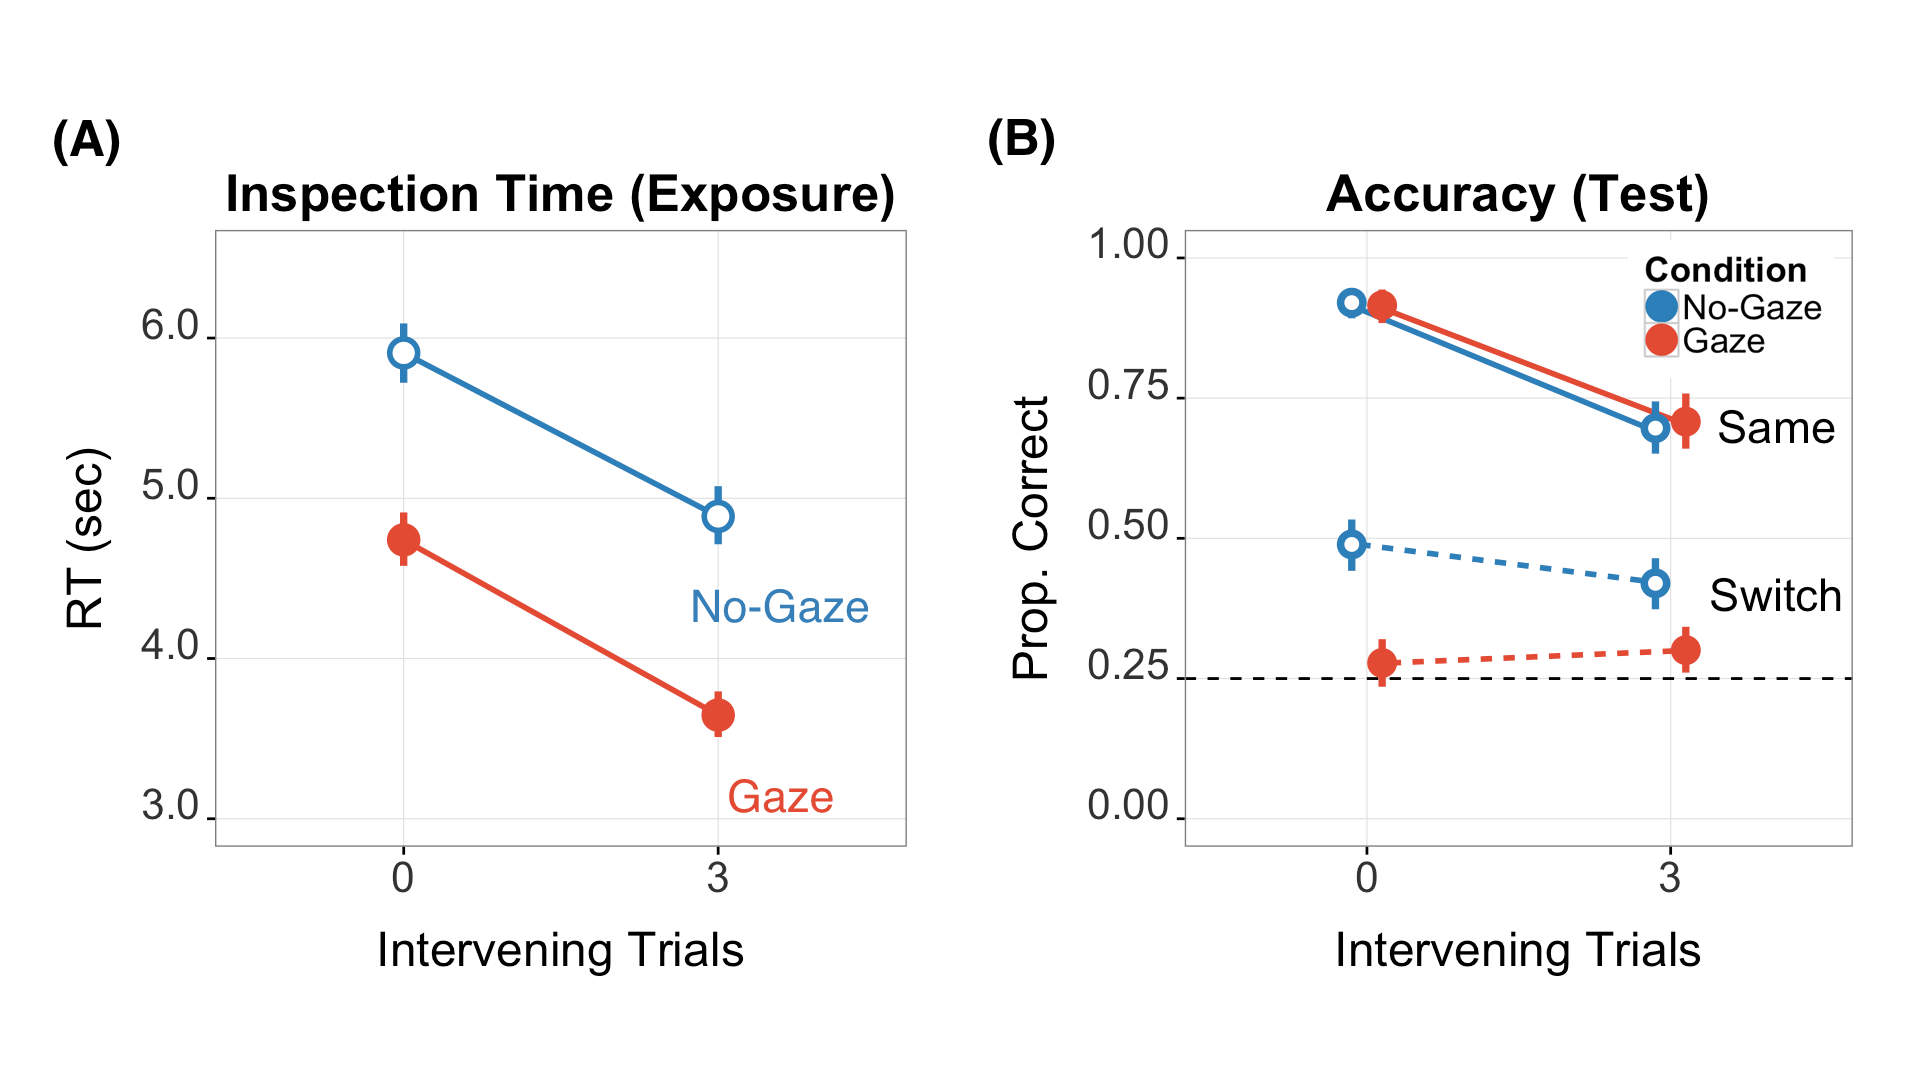 (A)
Inspection Time (Exposure)
6.0
5.0
4.0
3.0
RT (sec)
No-Gaze
Gaze
0 3
Intervening Trials
(B)
Accuracy (Test)
1.00
0.75
0.50
0.25
0.00
Prop. Correct
Condition
No-Gaze
Gaze
Same
Switch
0 3
Intervening Trials